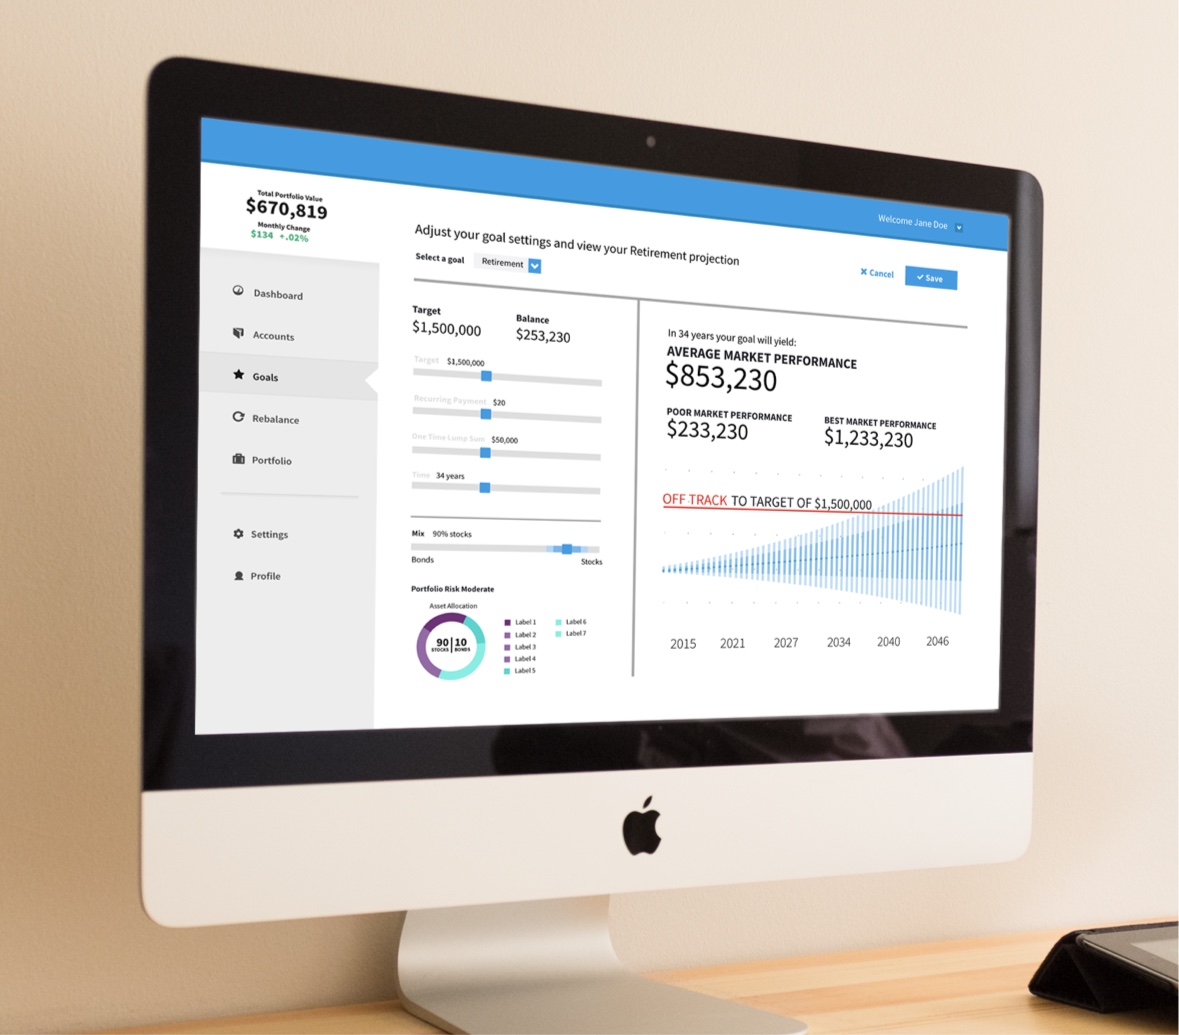 Welcome Jane Doe
Total Portfolio Value
$670,819
Monthly Change
$134 +.02%
Dashboard
Accounts
Goals
Rebalance
Portfolio
Settings
Profile
Adjust your goal settings and view your Retirement projection
Select a goal Retirement
Cancel Save
Target Balance
$1,500,000 $253,230
Target $1,500,000
Recurring Payment $20
One Time Lump Sum $50,000
Time 34 years
Mix 90% stocks
Bonds Stocks
Portfolio Risk Moderate
Asset Allocation
90|10
STOCKS BONDS
Label 1
Label 2
Label 3
Label 4
Label 5
Label 6
Label 7
In 34 years your goal will yield:
AVERAGE MARKET PERFORMANCE
$853,230
POOR MARKET PERFORMANCE
$233,230
BEST MARKET PERFORMANCE
$1,233,230
OFF TRACK TO TARGET OF $1,500,000
2015 2021 2027 2034 2040 2046